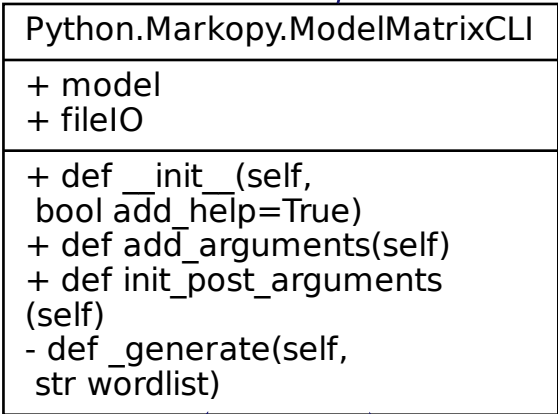 Python.Markopy.ModelMatrixCLI
+ model
+ fileIO
+ def __init__(self,
bool add_help=True)
+ def add_arguments(self)
+ def init_post_arguments
(self)
- def _generate(self,
str wordlist)